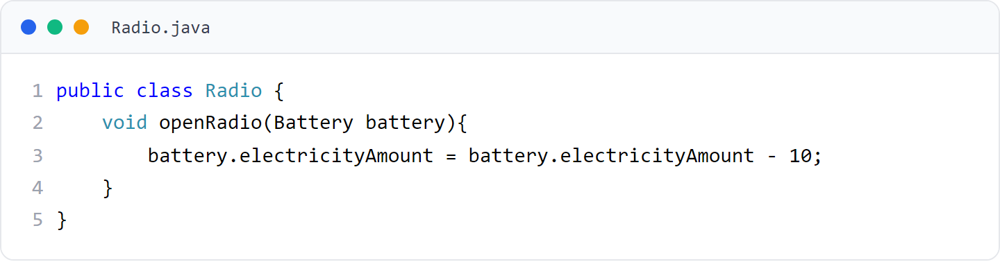 Radio.java
1 public class Radio {
2     void openRadio(Battery battery){
3         battery.electricityAmount = battery.electricityAmount - 10;
4     }
5 }